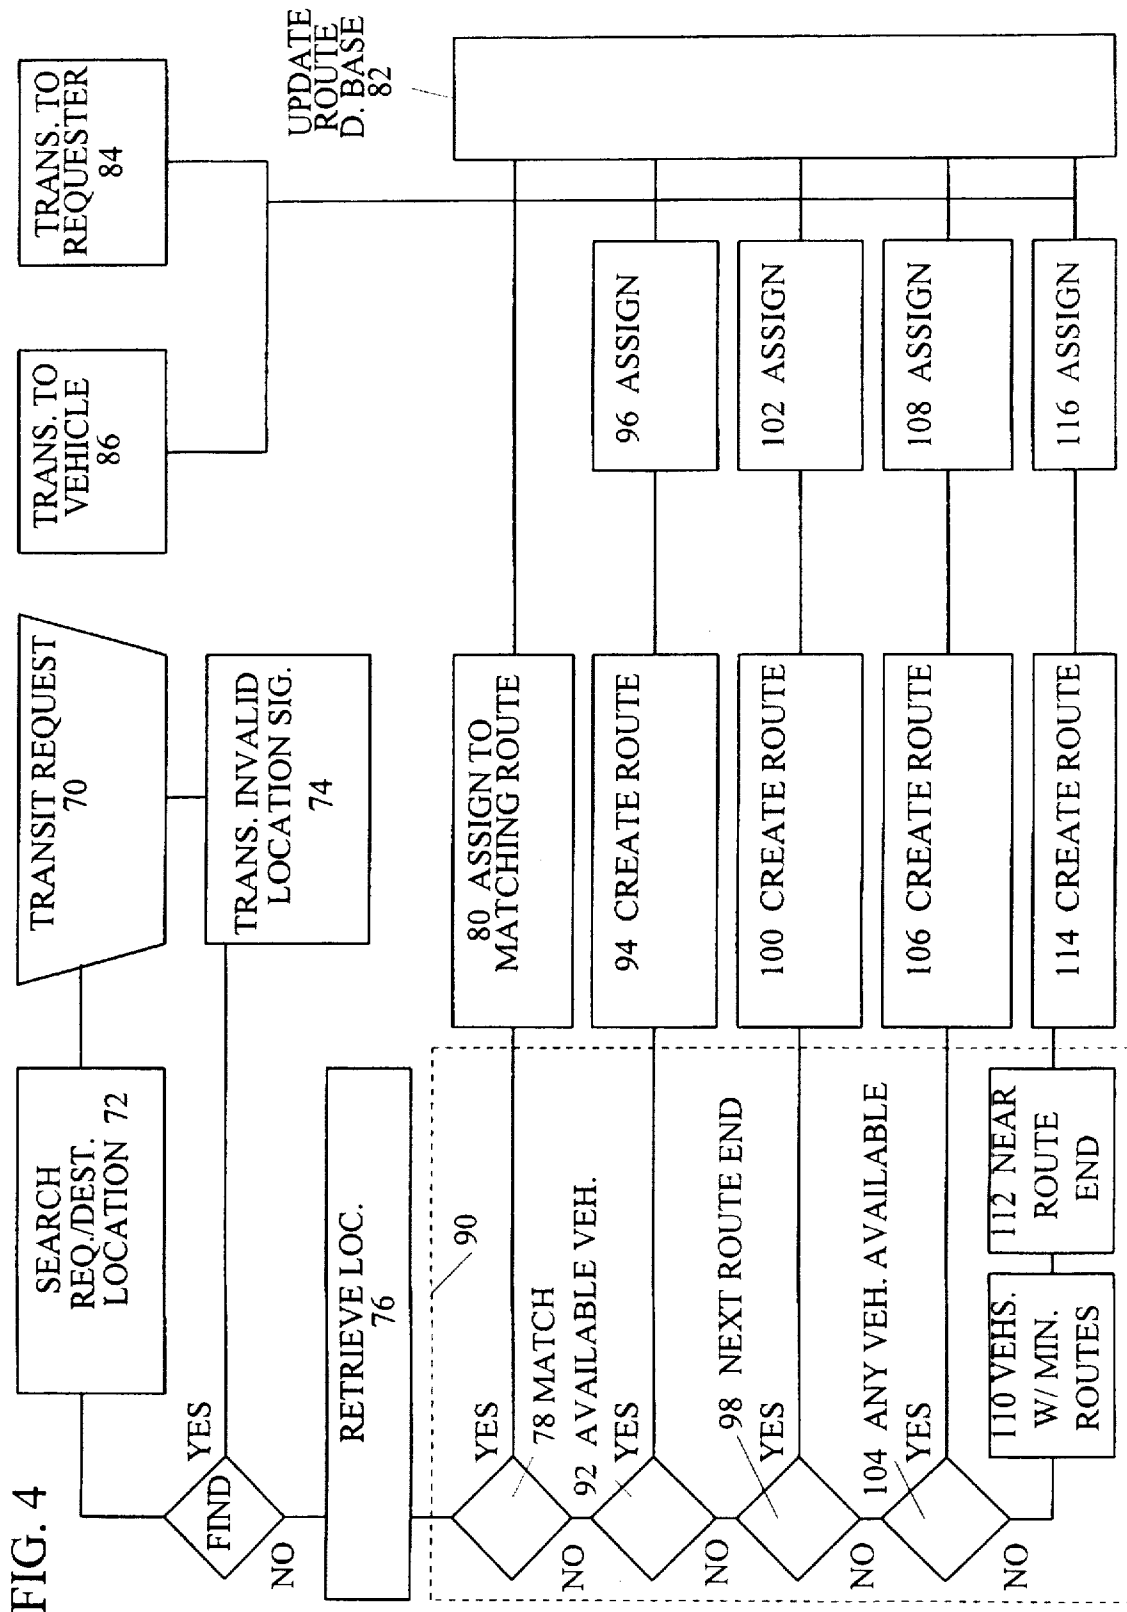 FIG. 4
SEARCH
REQ./DEST.
LOCATION 72
TRANSIT REQUEST
70
TRANS. TO
VEHICLE
86
TRANS. TO
REQUESTER
84
FIND
YES
NO
TRANS. INVALID
LOCATION SIG.
74
RETRIEVE LOC.
76
UPDATE
ROUTE
D. BASE
82
90
YES
78 MATCH
NO
80 ASSIGN TO
MATCHING ROUTE
92 AVAILABLE VEH.
YES
NO
94 CREATE ROUTE
96 ASSIGN
98 NEXT ROUTE END
YES
NO
100 CREATE ROUTE
102 ASSIGN
104 ANY VEH. AVAILABLE
YES
NO
106 CREATE ROUTE
108 ASSIGN
110 VEHS.
W/ MIN.
ROUTES
112 NEAR
ROUTE
END
114 CREATE ROUTE
116 ASSIGN